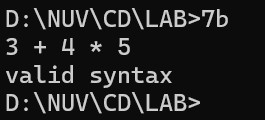 D:\NUV\CD\LAB>7b
3 + 4 * 5
valid syntax
D:\NUV\CD\LAB>